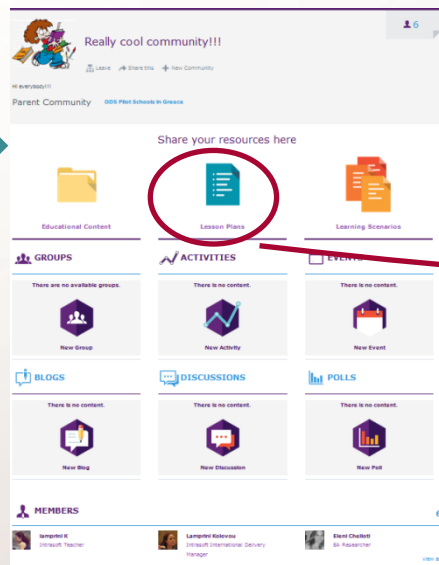 Really cool community!!!
6
Leave Share this New Community
Hi everybody!!!
Parent Community ODS Pilot Schools in Greece
Share your resources here
Educational Content Lesson Plans Learning Scenarios
GROUPS ACTIVITIES EVENTS
There are no available groups. There is no content. There is no content.
New Group New Activity New Event
BLOGS DISCUSSIONS POLLS
There is no content. There is no content. There is no content.
New Blog New Discussion New Poll
MEMBERS
lamprini K Lamprini Kolovou Eleni Chelioti
Intrasoft Teacher Intrasoft International Delivery EA Researcher
Manager